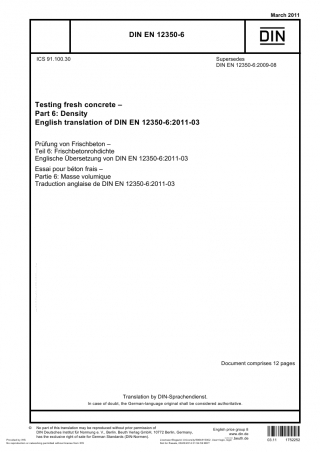 March 2011
DIN EN 12350-6
DIN
ICS 91.100.30
Supersedes
DIN EN 12350-6:2009-08
Testing fresh concrete –
Part 6: Density
English translation of DIN EN 12350-6:2011-03
Prüfung von Frischbeton –
Teil 6: Frischbetonrohdichte
Englische Übersetzung von DIN EN 12350-6:2011-03
Essai pour béton frais –
Partie 6: Masse volumique
Traduction anglaise de DIN EN 12350-6:2011-03
Document comprises 12 pages
Translation by DIN-Sprachendienst.
In case of doubt, the German-language original shall be considered authoritative.
© No part of this translation may be reproduced without prior permission of
DIN Deutsches Institut für Normung e. V., Berlin. Beuth Verlag GmbH, 10772 Berlin, Germany,
has the exclusive right of sale for German Standards (DIN-Normen).
English price group 9
www.din.de
www.beuth.de
03.11 1752252